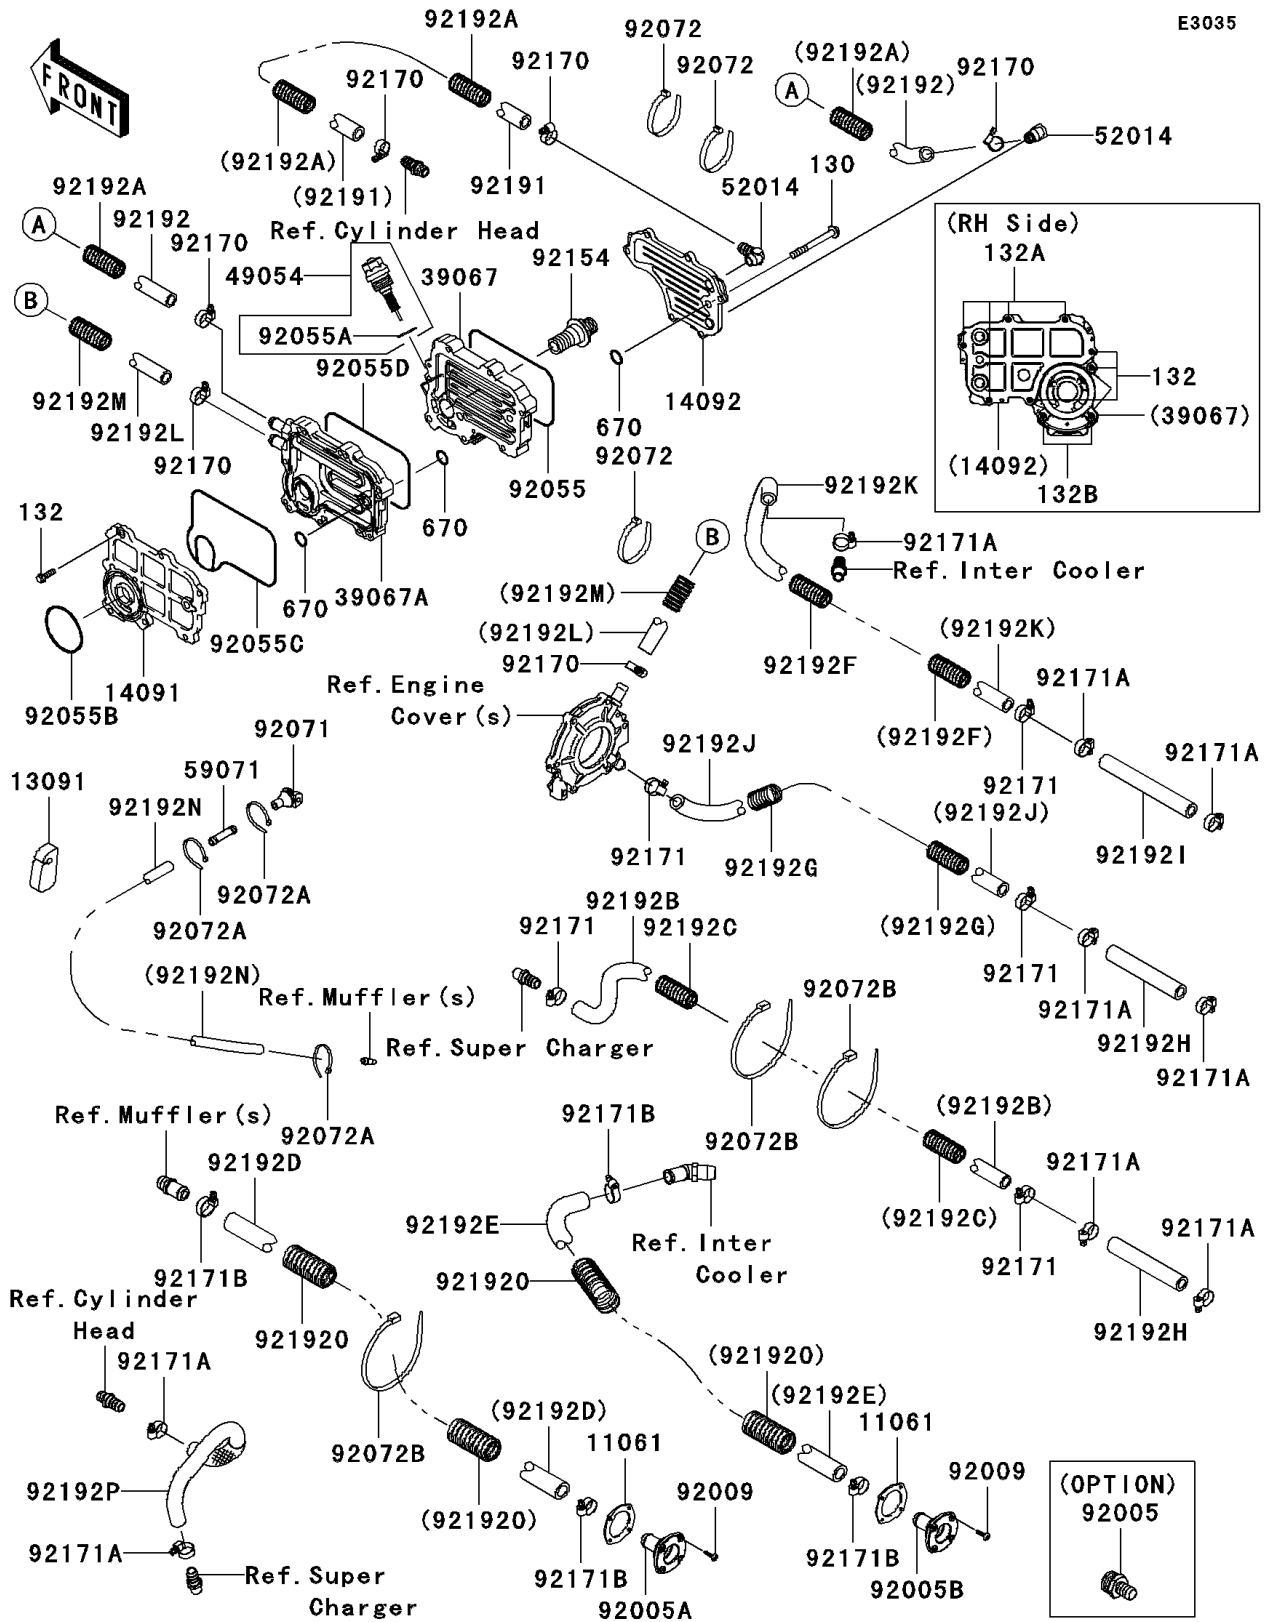 E3035
FRONT
92192A
92072
(92192A)
92170
92072
(92192)
92170
A
52014
(92192A)
92191
52014
130
(92191)
92192A
92192
A
92170
Ref.Cylinder Head
(RH Side)
132A
49054
39067
92154
B
92055A
92055D
132
92192M
14092
(39067)
92192L
670
92170
92072
92055
(14092)
132B
132
670
92192K
B
92171A
Ref.Inter Cooler
670
39067A
(92192M)
92055C
(92192L)
(92192K)
92170
92192F
14091
Ref.Engine
Cover(s)
92171A
92055B
92071
(92192F)
92192J
92171A
13091
59071
92171
92192N
(92192J)
92171
92192G
92192I
92072A
92192B
92072A
92171
92192C
(92192G)
(92192N)
92171
Ref.Muffler(s)
92072B
92171A
Ref.Super Charger
92192H
92171A
Ref.Muffler(s)
92171B
(92192B)
92072A
92072B
92192D
92171A
92192E
(92192C)
92171A
Ref.Inter
Cooler
92171
92171B
92192O
Ref.Cylinder
Head
92192O
92192H
92171A
(92192O)
(92192E)
(92192D)
11061
11061
92072B
92009
92009
(OPTION)
92005
92192P
(92192O)
92171A
92171B
92171B
92005B
Ref.Super
Charger
92005A
92170